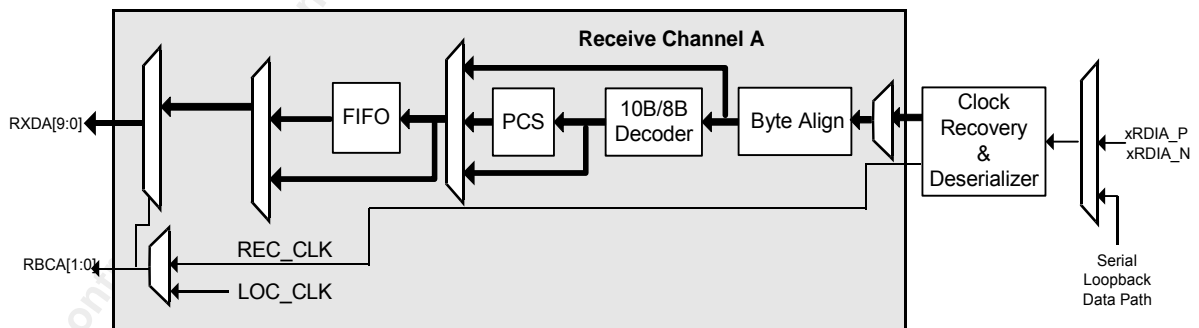 Receive Channel A
RXDA[9:0]
FIFO
PCS
10B/8B
Decoder
Byte Align
Clock
Recovery
&
Deserializer
xRDIA_P
xRDIA_N
RBCA[1:0]
REC_CLK
LOC_CLK
Serial
Loopback
Data Path